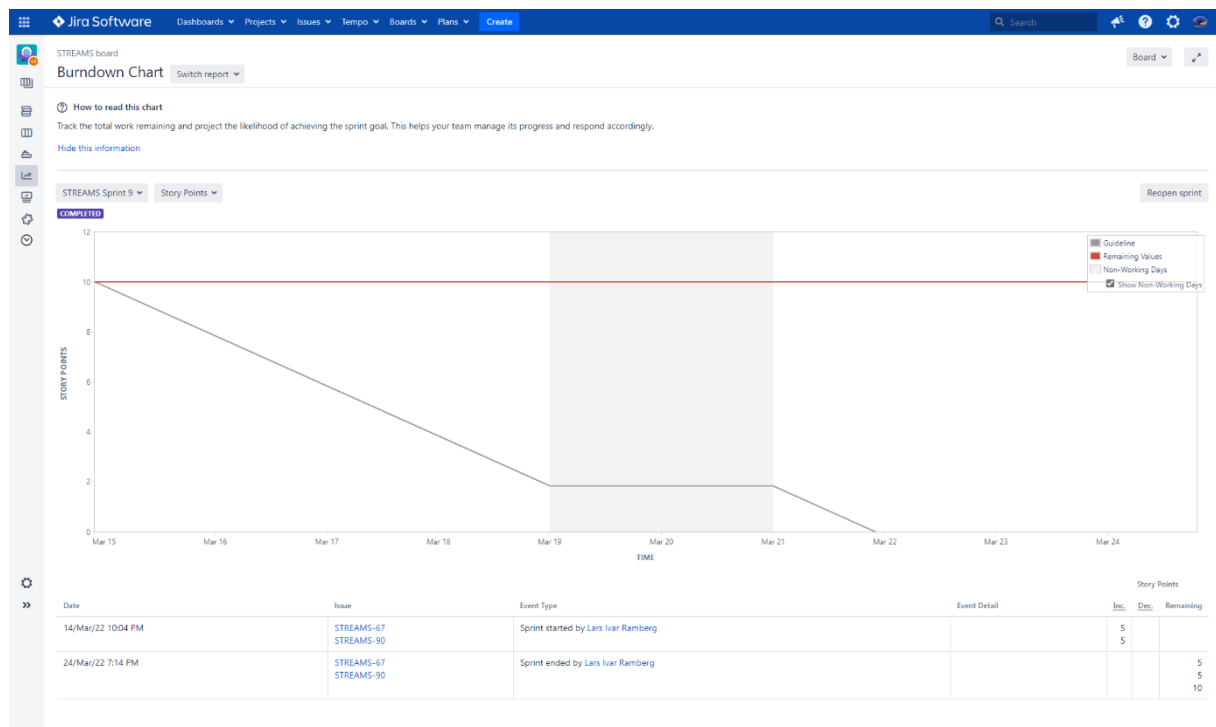 Jira Software Dashboards Projects Issues Tempo Boards Plans Create Search
STREAMS board
Board
Burndown Chart Switch report
How to read this chart
Track the total work remaining and project the likelihood of achieving the sprint goal. This helps your team manage its progress and respond accordingly.
Hide this information
STREAMS Sprint 9 Story Points Reopen sprint
COMPLETED
12
10
8
6
4
2
0
STORY POINTS
Guideline
Remaining Values
Non-Working Days
Show Non-Working Days
Mar 15 Mar 16 Mar 17 Mar 18 Mar 19 Mar 20 Mar 21 Mar 22 Mar 23 Mar 24
TIME
Story Points
Date Issue Event Type Event Detail Inc. Dec. Remaining
14/Mar/22 10:04 PM STREAMS-67 Sprint started by Lars Ivar Ramberg 5
STREAMS-90 5
24/Mar/22 7:14 PM STREAMS-67 Sprint ended by Lars Ivar Ramberg 5
STREAMS-90 5
10